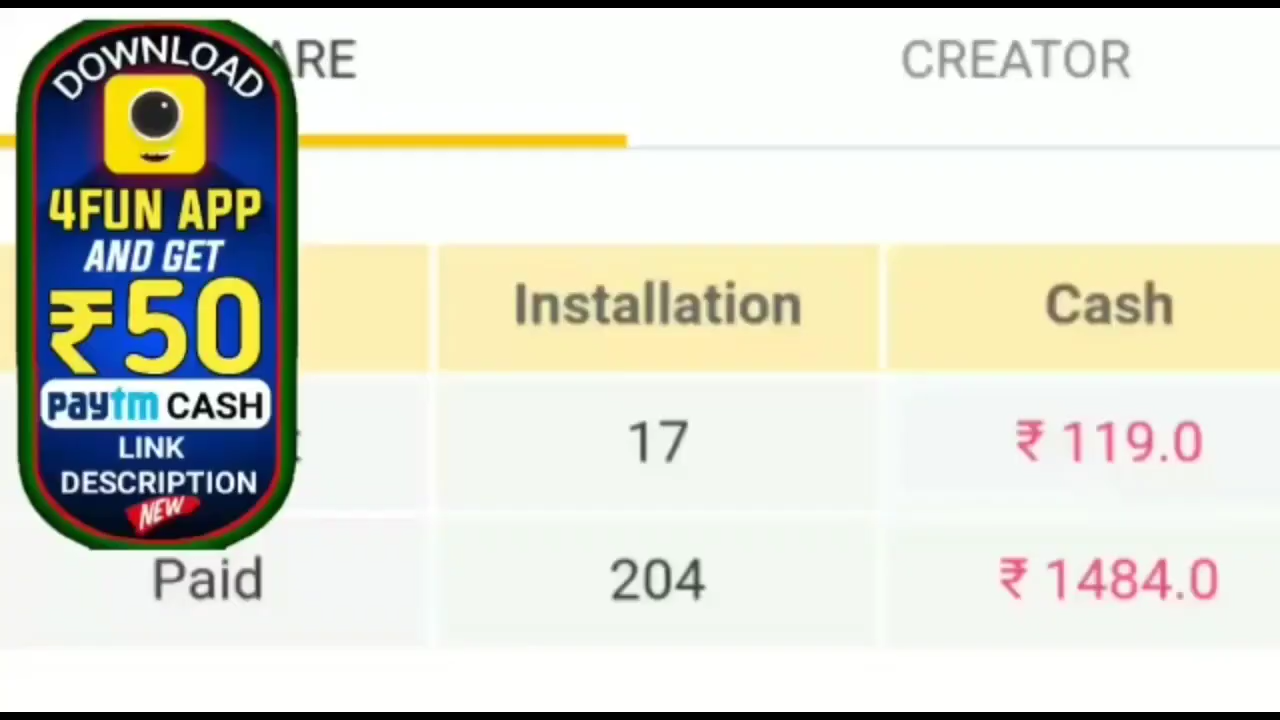 DOWNLOAD
4FUN APP
AND GET
₹50
paytm CASH
LINK
DESCRIPTION
NEW
CREATOR
Installation Cash
17 ₹ 119.0
Paid 204 ₹ 1484.0